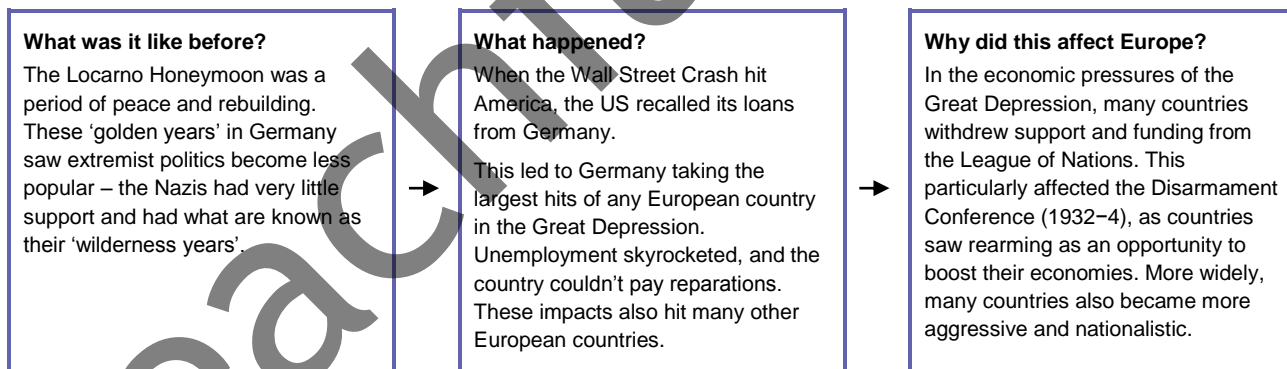 What was it like before?
The Locarno Honeymoon was a
period of peace and rebuilding.
These ‘golden years’ in Germany
saw extremist politics become less
popular – the Nazis had very little
support and had what are known as
their ‘wilderness years’.
What happened?
When the Wall Street Crash hit
America, the US recalled its loans
from Germany.
This led to Germany taking the
largest hits of any European country
in the Great Depression.
Unemployment skyrocketed, and the
country couldn’t pay reparations.
These impacts also hit many other
European countries.
Why did this affect Europe?
In the economic pressures of the
Great Depression, many countries
withdrew support and funding from
the League of Nations. This
particularly affected the Disarmament
Conference (1932−4), as countries
saw rearming as an opportunity to
boost their economies. More widely,
many countries also became more
aggressive and nationalistic.